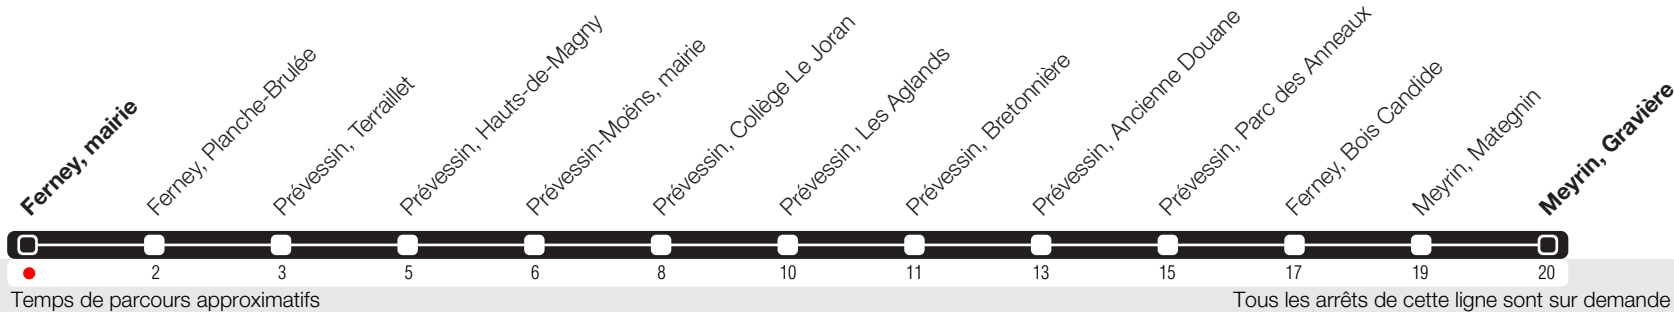 Ferney, mairie
Ferney, Planche-Brulée
Prévessin, Terraillet
Prévessin, Hauts-de-Magny
Prévessin-Moëns, mairie
Prévessin, Collège Le Joran
Prévessin, Les Aglands
Prévessin, Bretonnière
Prévessin, Ancienne Douane
Prévessin, Parc des Anneaux
Ferney, Bois Candide
Meyrin, Mategnin
Meyrin, Gravière
2 3 5 6 8 10 11 13 15 17 19 20
Temps de parcours approximatifs
Tous les arrêts de cette ligne sont sur demande